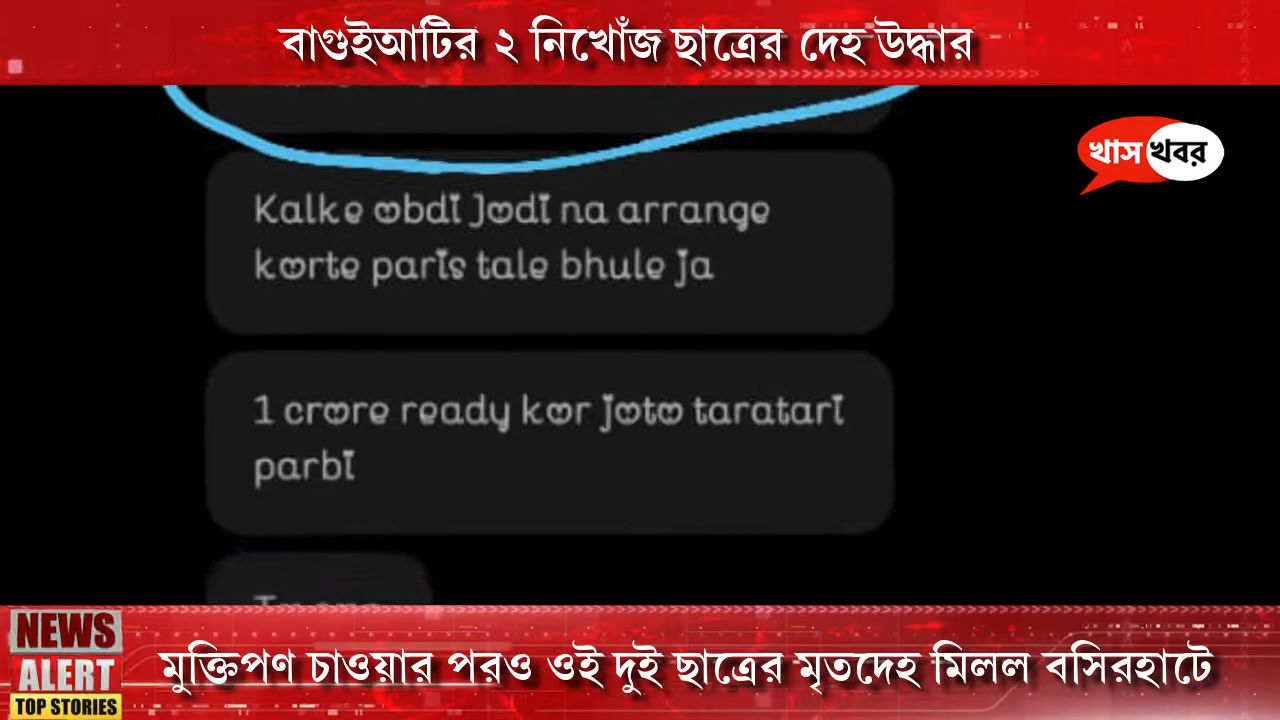 বাগুইআটির ২ নিখোঁজ ছাত্রের দেহ উদ্ধার
খাস খবর
Kalke obdi jodi na arrange
korte paris tale bhule ja
1 crore ready kor joto taratari
parbi
NEWS
ALERT
TOP STORIES
মুক্তিপণ চাওয়ার পরও ওই দুই ছাত্রের মৃতদেহ মিলল বসিরহাটে